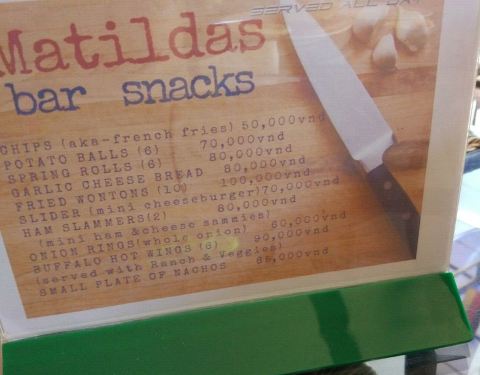 SERVED ALL DAY
Matildas
bar snacks
CHIPS (aka-french fries) 50,000vnd
POTATO BALLS (6) 70,000vnd
SPRING ROLLS (6) 80,000vnd
GARLIC CHEESE BREAD 80,000vnd
FRIED WONTONS (10) 100,000vnd
SLIDER (mini cheeseburger) 70,000vnd
HAM SLAMMERS(2) 80,000vnd
(mini ham &cheese sammies)
ONION RINGS(whole onion) 60,000vnd
BUFFALO HOT WINGS (6) 90,000vnd
(served with Ranch & Veggies)
SMALL PLATE OF NACHOS 65,000vnd